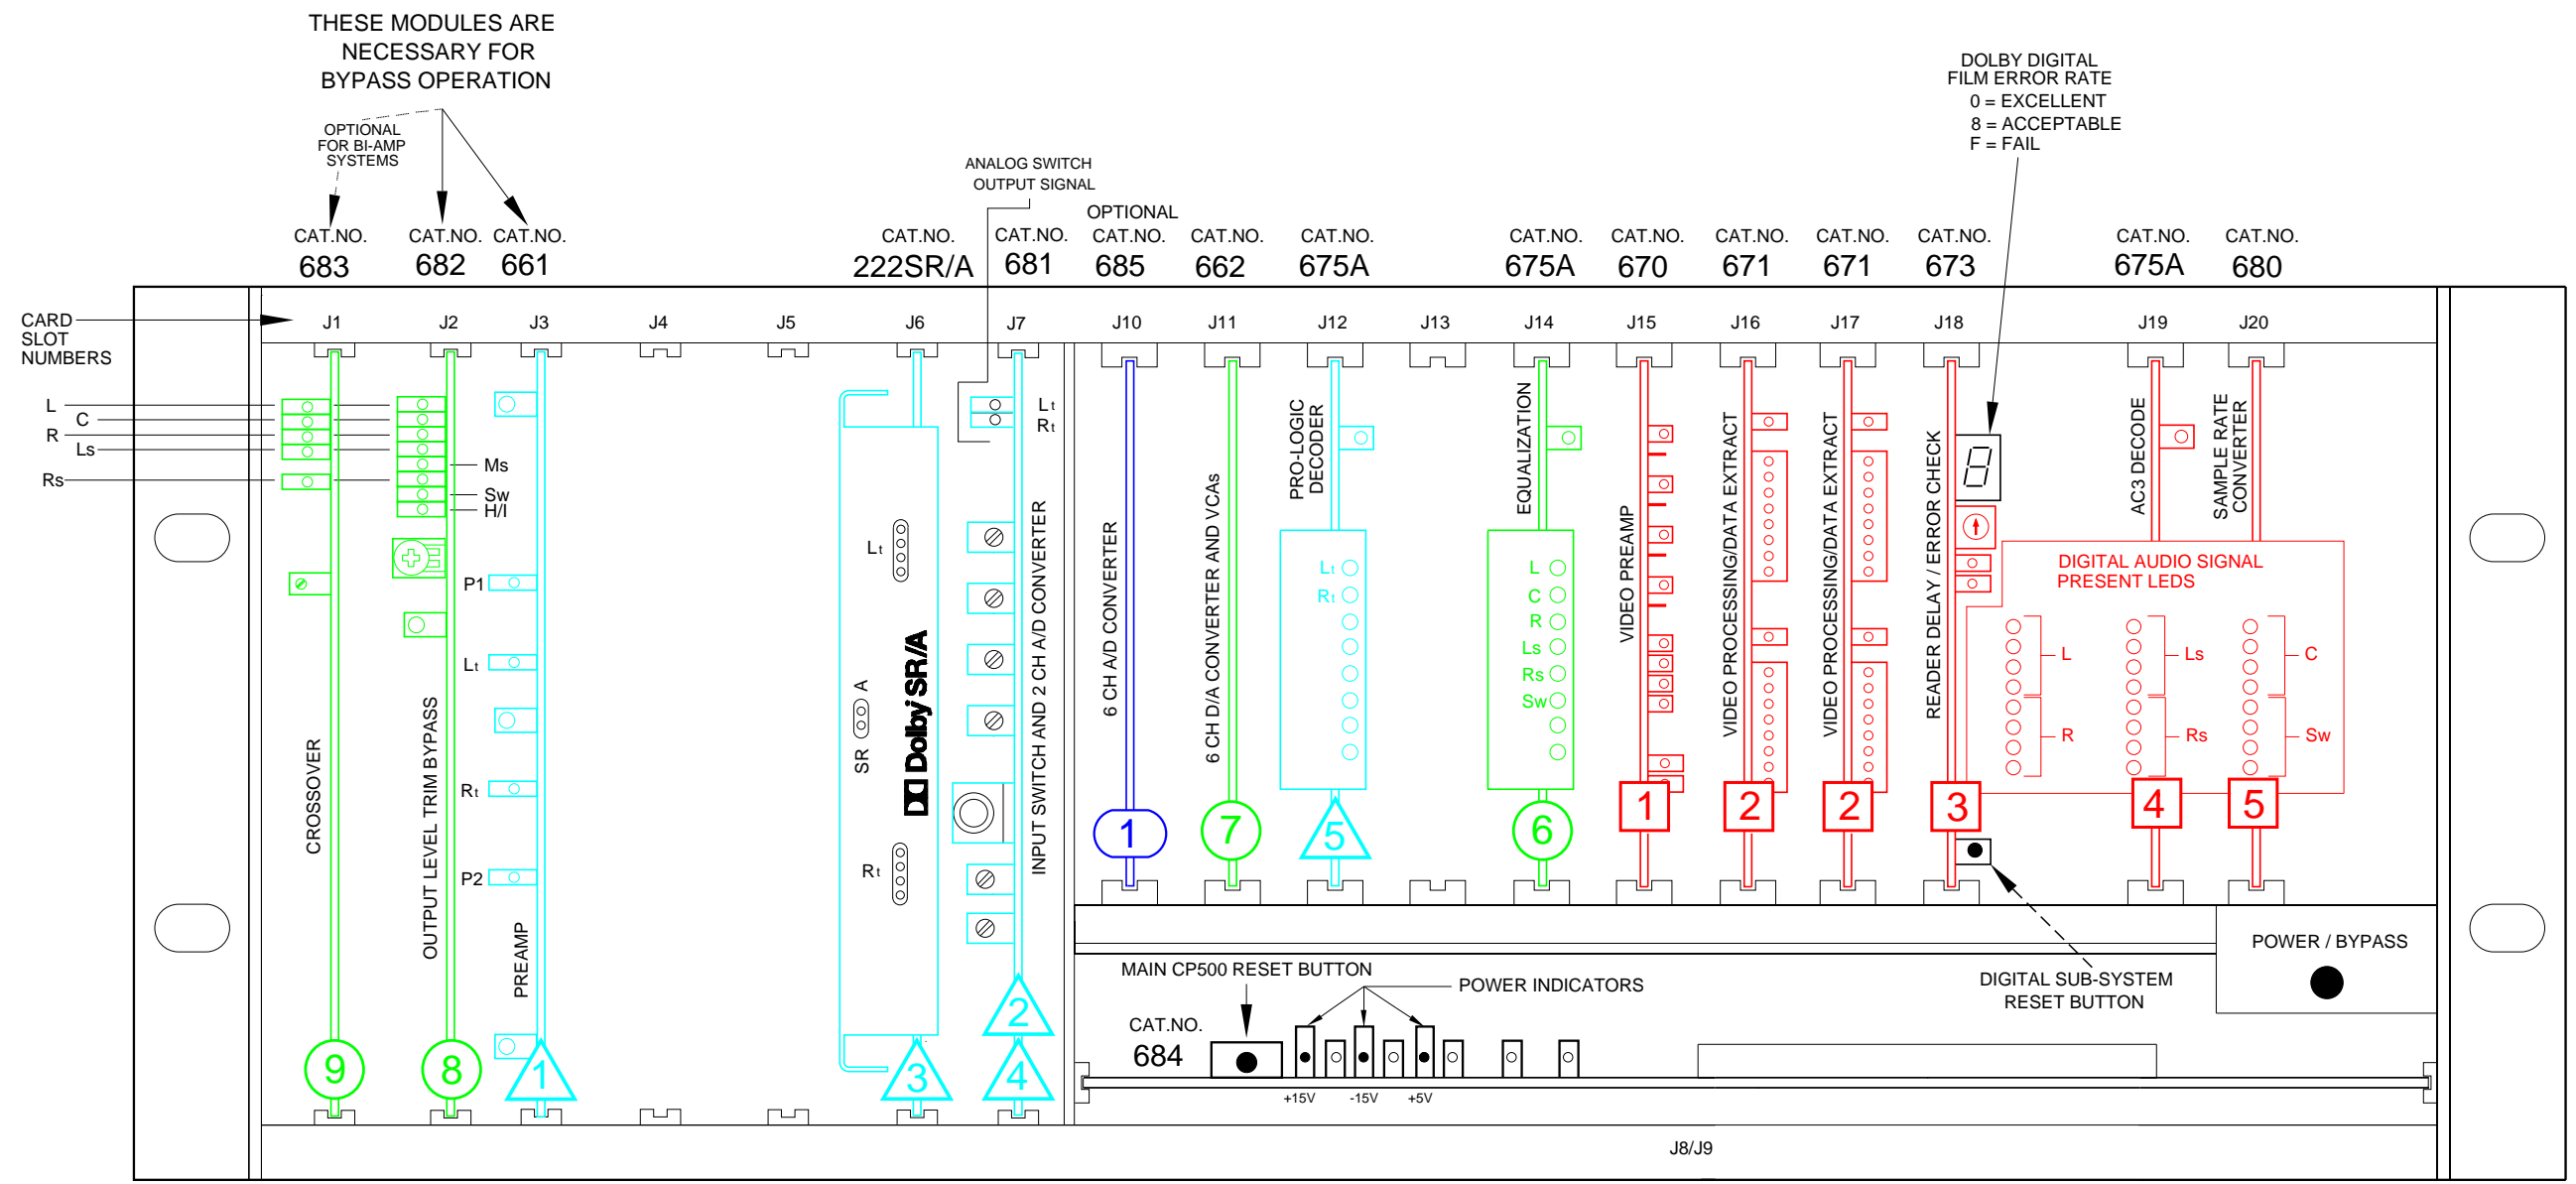 THESE MODULES ARE
NECESSARY FOR
BYPASS OPERATION
OPTIONAL
FOR BI-AMP
SYSTEMS
ANALOG SWITCH
OUTPUT SIGNAL
DOLBY DIGITAL
FILM ERROR RATE
0 = EXCELLENT
8 = ACCEPTABLE
F = FAIL
OPTIONAL
CAT.NO. CAT.NO. CAT.NO. CAT.NO. CAT.NO. CAT.NO. CAT.NO. CAT.NO. CAT.NO. CAT.NO. CAT.NO. CAT.NO. CAT.NO. CAT.NO. CAT.NO.
683 682 661 222SR/A 681 685 662 675A 675A 670 671 671 673 675A 680
CARD
SLOT
NUMBERS
J1 J2 J3 J4 J5 J6 J7 J10 J11 J12 J13 J14 J15 J16 J17 J18 J19 J20
L
C
R
Ls
Rs
Ms
Sw
H/I
CROSSOVER
9
OUTPUT LEVEL TRIM BYPASS
8
P1
Lt
Rt
P2
PREAMP
1
Lt
SR A
Dolby SR/A
Rt
3
Lt
Rt
INPUT SWITCH AND 2 CH A/D CONVERTER
2
4
6 CH A/D CONVERTER
1
6 CH D/A CONVERTER AND VCAs
7
PRO-LOGIC
DECODER
Lt
Rt
5
EQUALIZATION
L
C
R
Ls
Rs
Sw
6
VIDEO PREAMP
1
VIDEO PROCESSING/DATA EXTRACT
2
VIDEO PROCESSING/DATA EXTRACT
2
READER DELAY / ERROR CHECK
8
3
AC3 DECODE
SAMPLE RATE
CONVERTER
DIGITAL AUDIO SIGNAL
PRESENT LEDS
L Ls C
R Rs Sw
4
5
POWER / BYPASS
MAIN CP500 RESET BUTTON
POWER INDICATORS
DIGITAL SUB-SYSTEM
RESET BUTTON
CAT.NO.
684
+15V -15V +5V
J8/J9